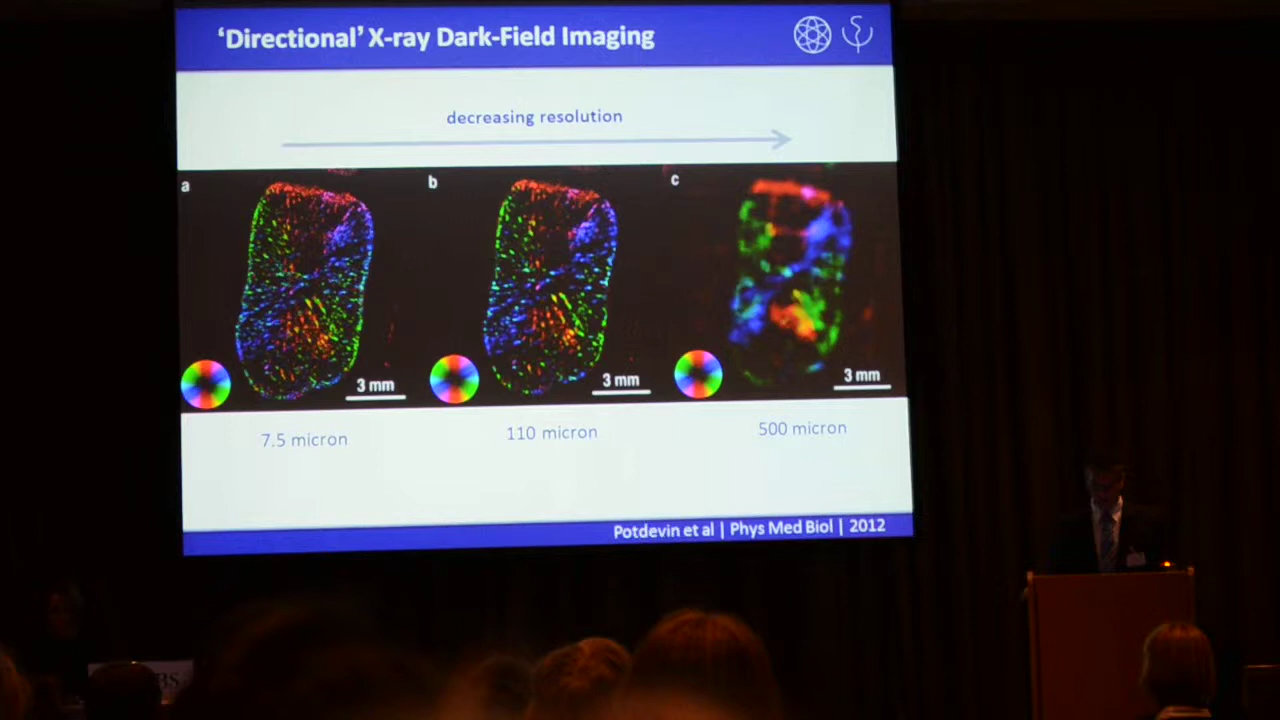 ‘Directional’ X-ray Dark-Field Imaging
decreasing resolution
a
b
c
3 mm
3 mm
3 mm
7.5 micron
110 micron
500 micron
Potdevin et al | Phys Med Biol | 2012